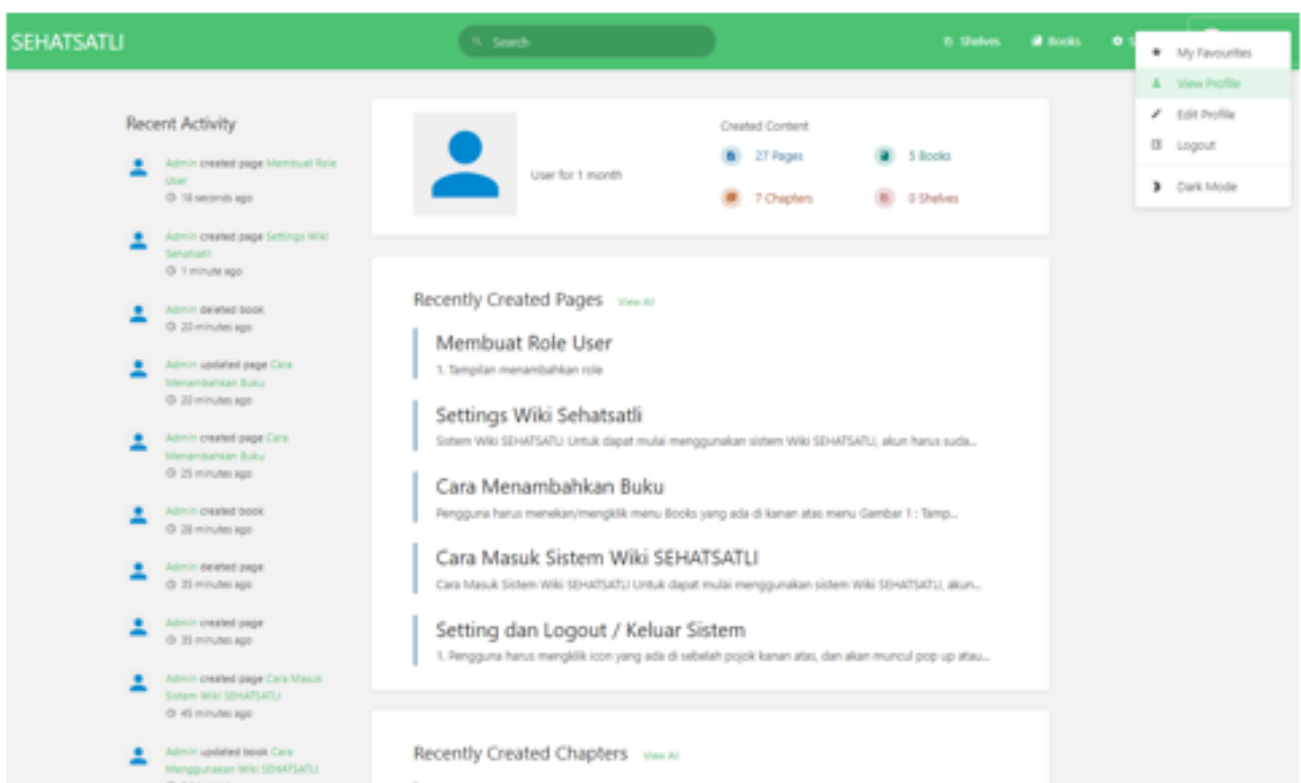 SEHATSATLI
Search
Shelves
Books
My Favourites
View Profile
Edit Profile
Logout
Dark Mode
Recent Activity
Admin created page Membuat Role
User
18 seconds ago
Admin created page Settings Wiki
Sehatsatli
1 minute ago
Admin deleted book
20 minutes ago
Admin updated page Cara
Menambahkan Buku
20 minutes ago
Admin created page Cara
Menambahkan Buku
25 minutes ago
Admin created book
28 minutes ago
Admin deleted page
35 minutes ago
Admin created page
35 minutes ago
Admin created page Cara Masuk
Sistem Wiki SEHATSATLI
45 minutes ago
Admin updated book Cara
Menggunakan Wiki SEHATSATLI
User for 1 month
Created Content
27 Pages
5 Books
7 Chapters
0 Shelves
Recently Created Pages View All
Membuat Role User
1. Tampilan menambahkan role
Settings Wiki Sehatsatli
Sistem Wiki SEHATSATLI Untuk dapat mulai menggunakan sistem Wiki SEHATSATLI, akun harus suda...
Cara Menambahkan Buku
Pengguna harus menekan/mengklik menu Books yang ada di kanan atas menu Gambar 1 : Tamp...
Cara Masuk Sistem Wiki SEHATSATLI
Cara Masuk Sistem Wiki SEHATSATLI Untuk dapat mulai menggunakan sistem Wiki SEHATSATLI, akun...
Setting dan Logout / Keluar Sistem
1. Pengguna harus mengklik icon yang ada di sebelah pojok kanan atas, dan akan muncul pop up atau...
Recently Created Chapters View All